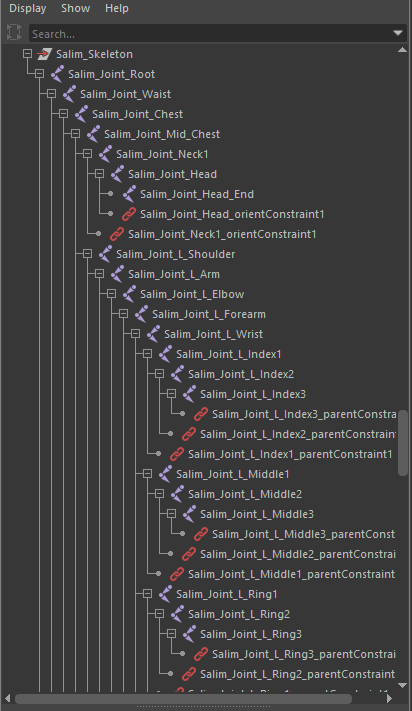 Display Show Help
Search...
Salim_Skeleton
Salim_Joint_Root
Salim_Joint_Waist
Salim_Joint_Chest
Salim_Joint_Mid_Chest
Salim_Joint_Neck1
Salim_Joint_Head
Salim_Joint_Head_End
Salim_Joint_Head_orientConstraint1
Salim_Joint_Neck1_orientConstraint1
Salim_Joint_L_Shoulder
Salim_Joint_L_Arm
Salim_Joint_L_Elbow
Salim_Joint_L_Forearm
Salim_Joint_L_Wrist
Salim_Joint_L_Index1
Salim_Joint_L_Index2
Salim_Joint_L_Index3
Salim_Joint_L_Index3_parentConstra
Salim_Joint_L_Index2_parentConstraint
Salim_Joint_L_Index1_parentConstraint1
Salim_Joint_L_Middle1
Salim_Joint_L_Middle2
Salim_Joint_L_Middle3
Salim_Joint_L_Middle3_parentConst
Salim_Joint_L_Middle2_parentConstrai
Salim_Joint_L_Middle1_parentConstraint
Salim_Joint_L_Ring1
Salim_Joint_L_Ring2
Salim_Joint_L_Ring3
Salim_Joint_L_Ring3_parentConstrai
Salim_Joint_L_Ring2_parentConstraint
Salim_Joint_L_Ring1_parentConstraint1